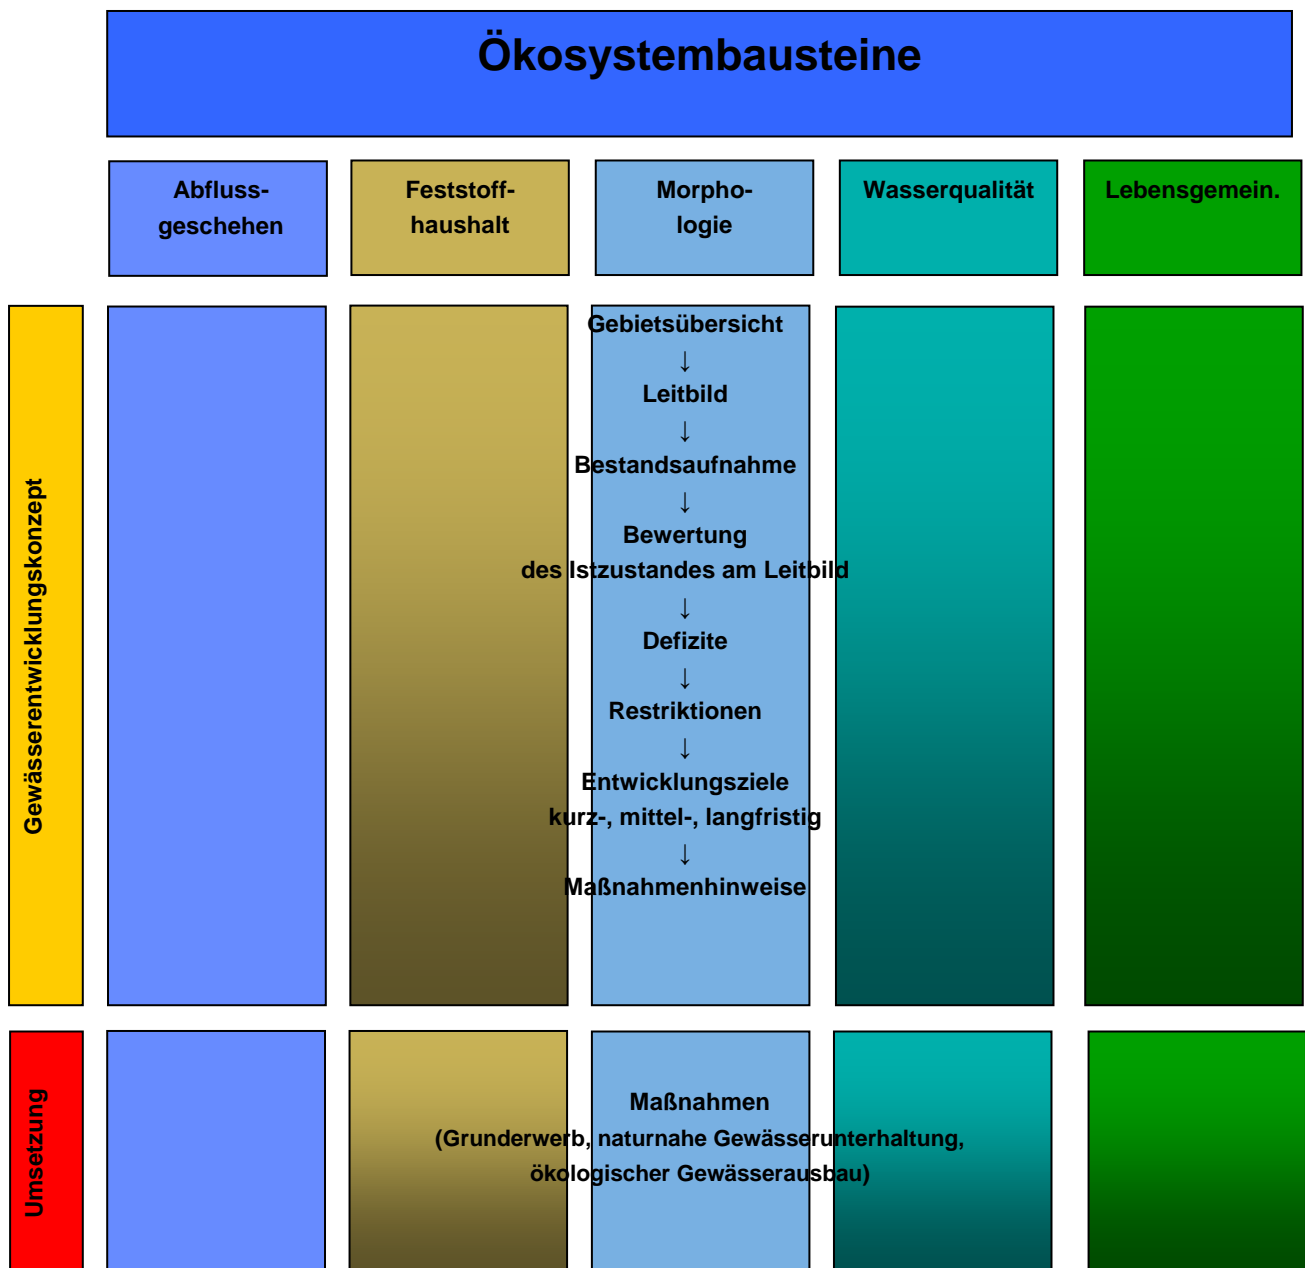 Ökosystembausteine
Abfluss-
geschehen
Feststoff-
haushalt
Morpho-
logie
Wasserqualität
Lebensgemein.
Gewässerentwicklungskonzept
Gebietsübersicht
↓
Leitbild
↓
Bestandsaufnahme
↓
Bewertung
des Istzustandes am Leitbild
↓
Defizite
↓
Restriktionen
↓
Entwicklungsziele
kurz-, mittel-, langfristig
↓
Maßnahmenhinweise
Umsetzung
Maßnahmen
(Grunderwerb, naturnahe Gewässerunterhaltung,
ökologischer Gewässerausbau)